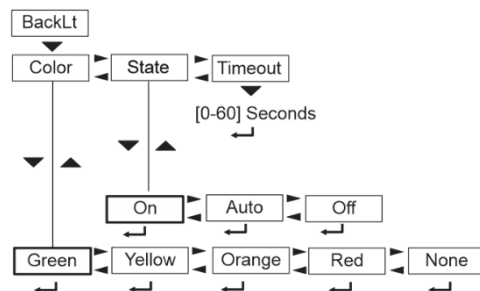 BackLt
Color State Timeout
[0-60] Seconds
On Auto Off
Green Yellow Orange Red None